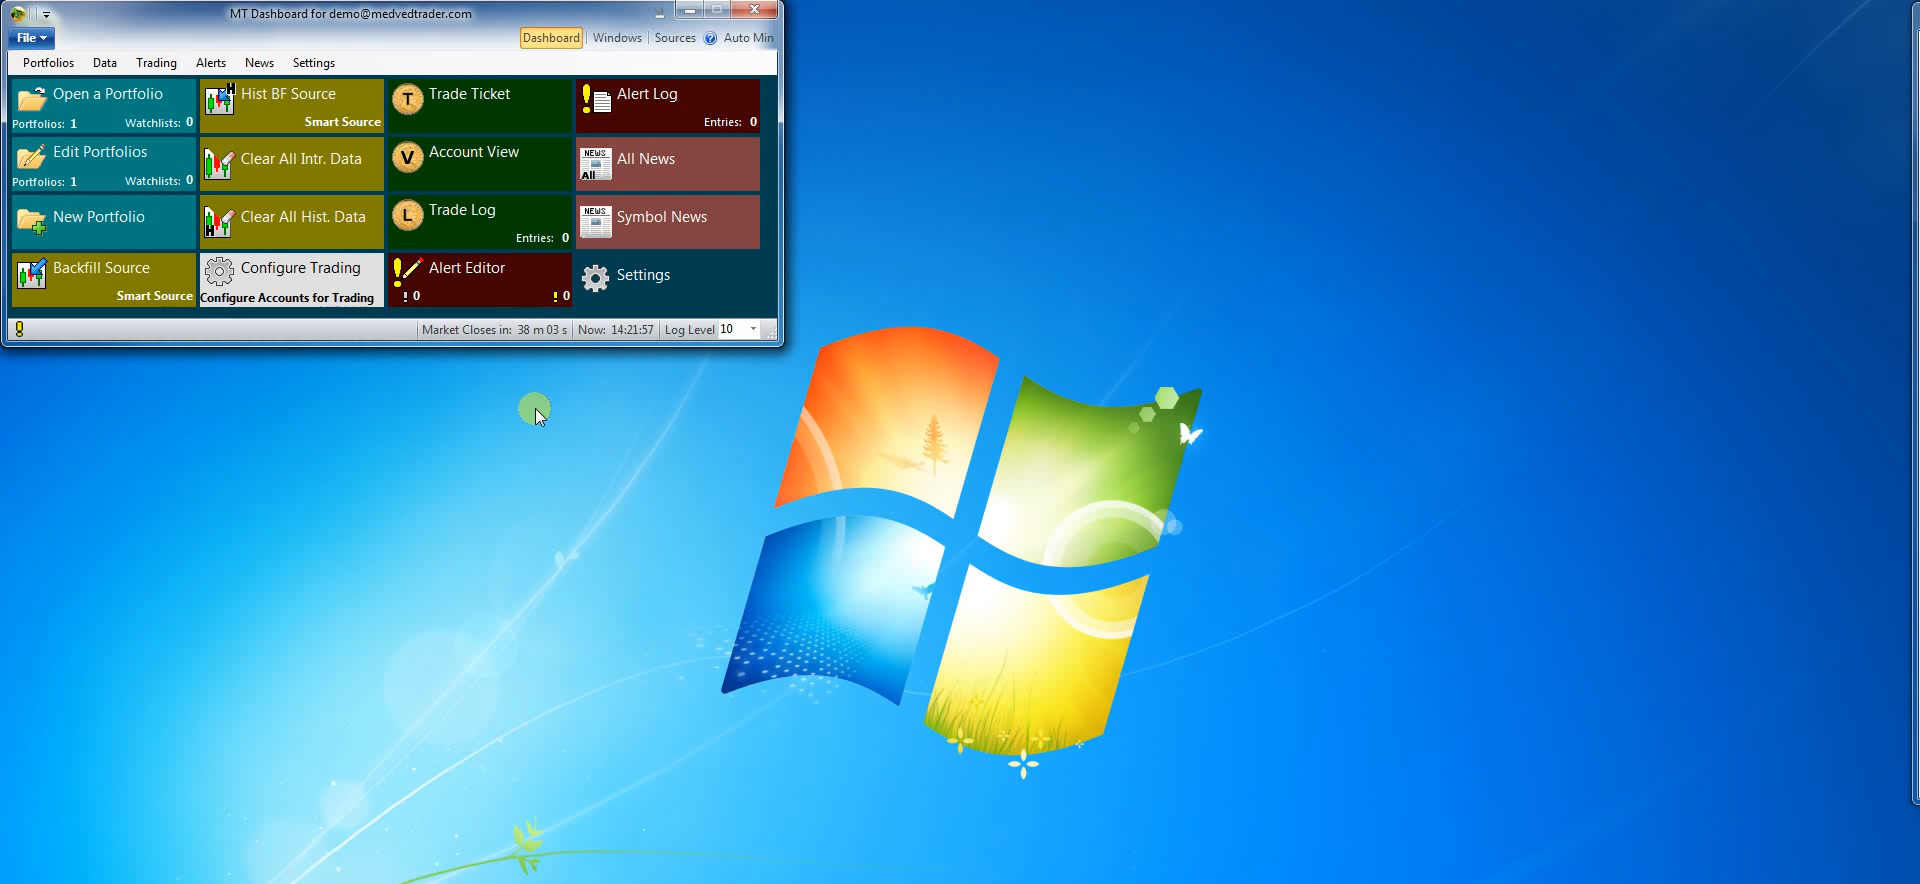 MT Dashboard for demo@medvedtrader.com
File
Dashboard Windows Sources ? Auto Min
Portfolios Data Trading Alerts News Settings
Open a Portfolio
Portfolios: 1 Watchlists: 0
H
Hist BF Source
Smart Source
T
Trade Ticket
Alert Log
Entries: 0
Edit Portfolios
Portfolios: 1 Watchlists: 0
Clear All Intr. Data
V
Account View
NEWS
All
All News
New Portfolio
H
Clear All Hist. Data
L
Trade Log
Entries: 0
NEWS
Symbol News
Backfill Source
Smart Source
Configure Trading
Configure Accounts for Trading
Alert Editor
! 0 ! 0
Settings
Market Closes in: 38 m 03 s Now: 14:21:57 Log Level 10